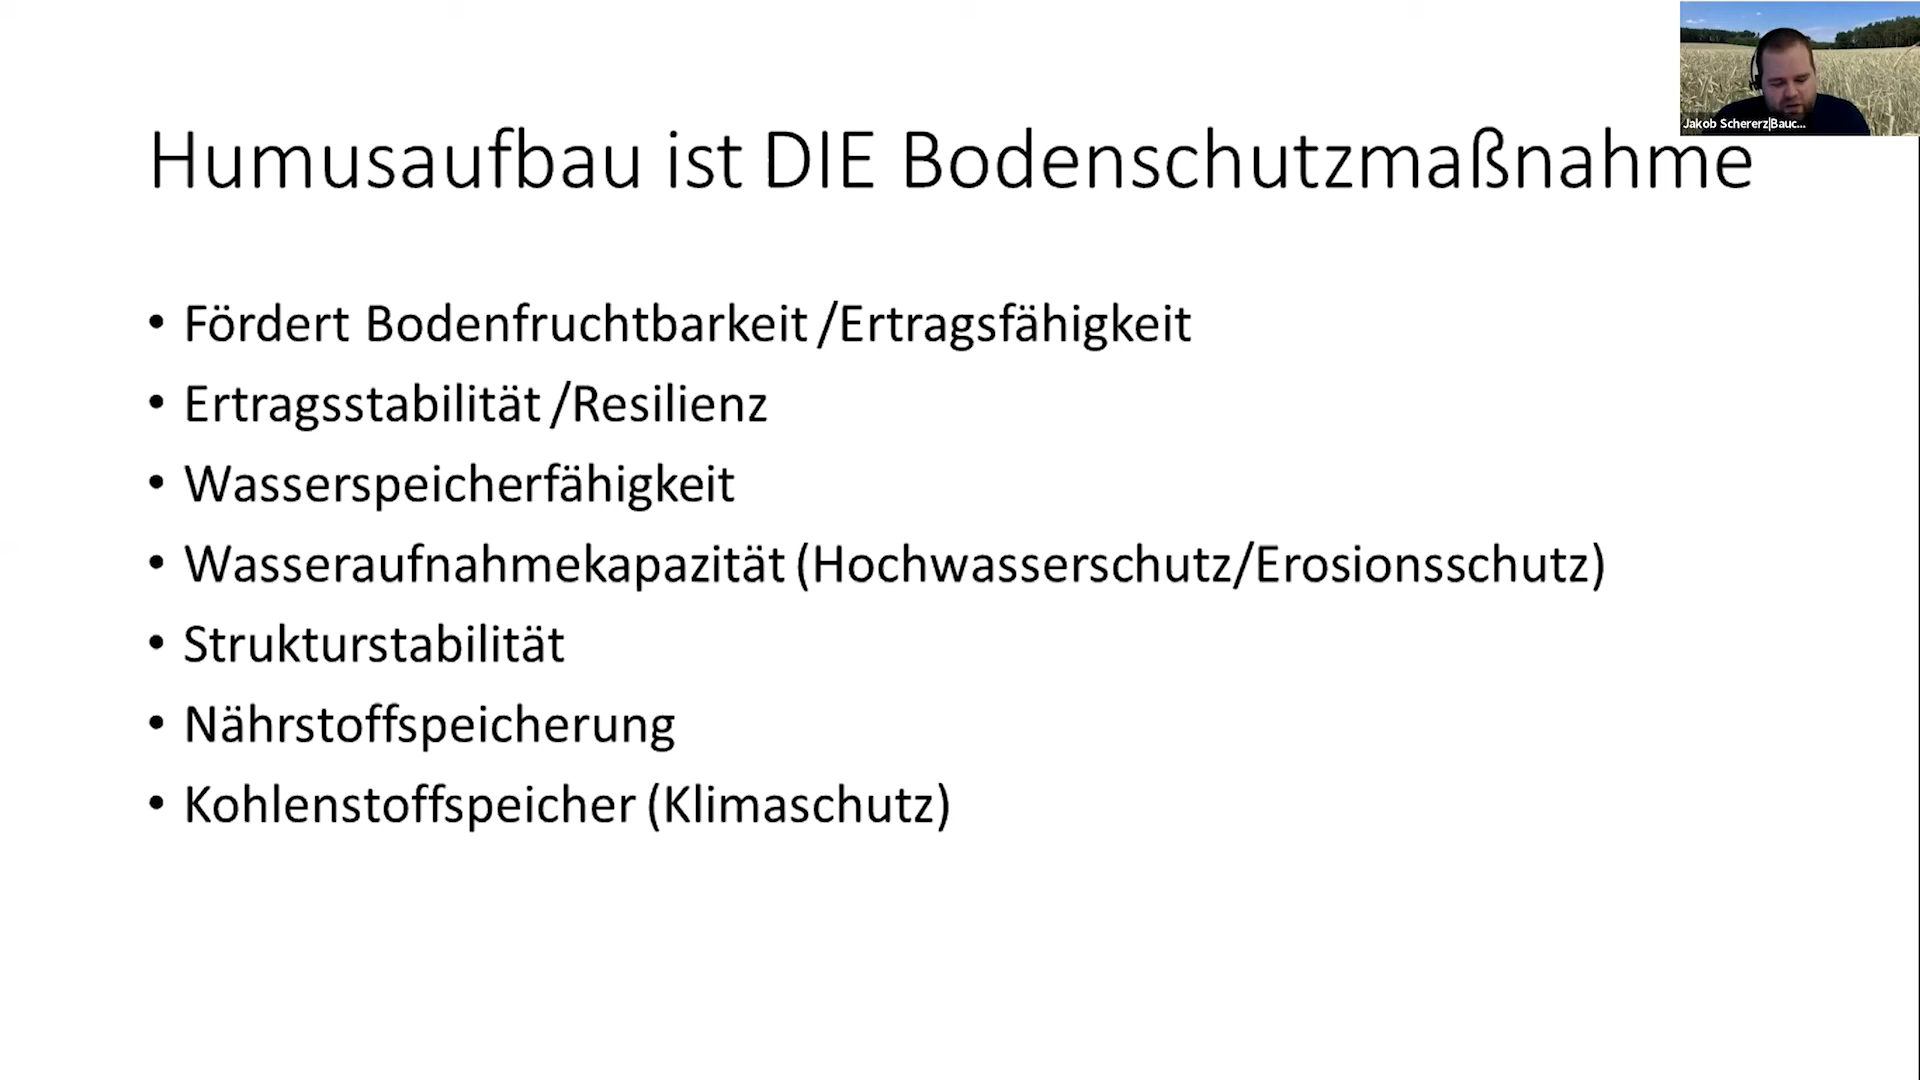 Jakob Schererz|Bauc...
Humusaufbau ist DIE Bodenschutzmaßnahme
• Fördert Bodenfruchtbarkeit /Ertragsfähigkeit
• Ertragsstabilität /Resilienz
• Wasserspeicherfähigkeit
• Wasseraufnahmekapazität (Hochwasserschutz/Erosionsschutz)
• Strukturstabilität
• Nährstoffspeicherung
• Kohlenstoffspeicher (Klimaschutz)